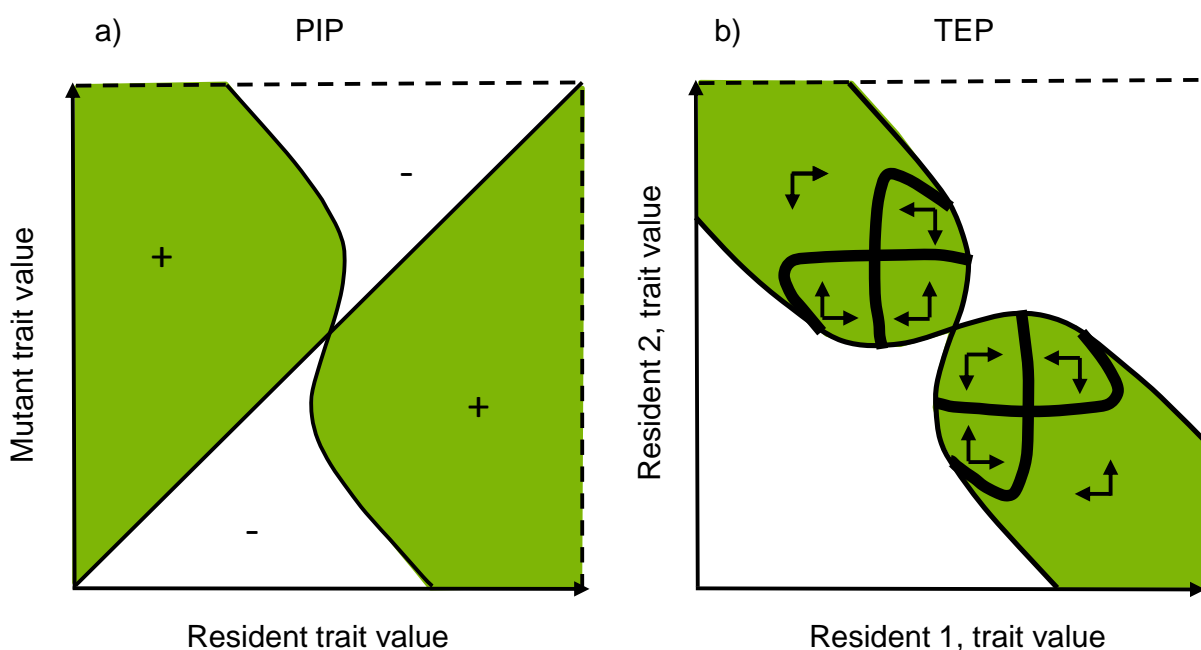 a) PIP
b) TEP
Mutant trait value
+
-
+
-
Resident trait value
Resident 2, trait value
Resident 1, trait value